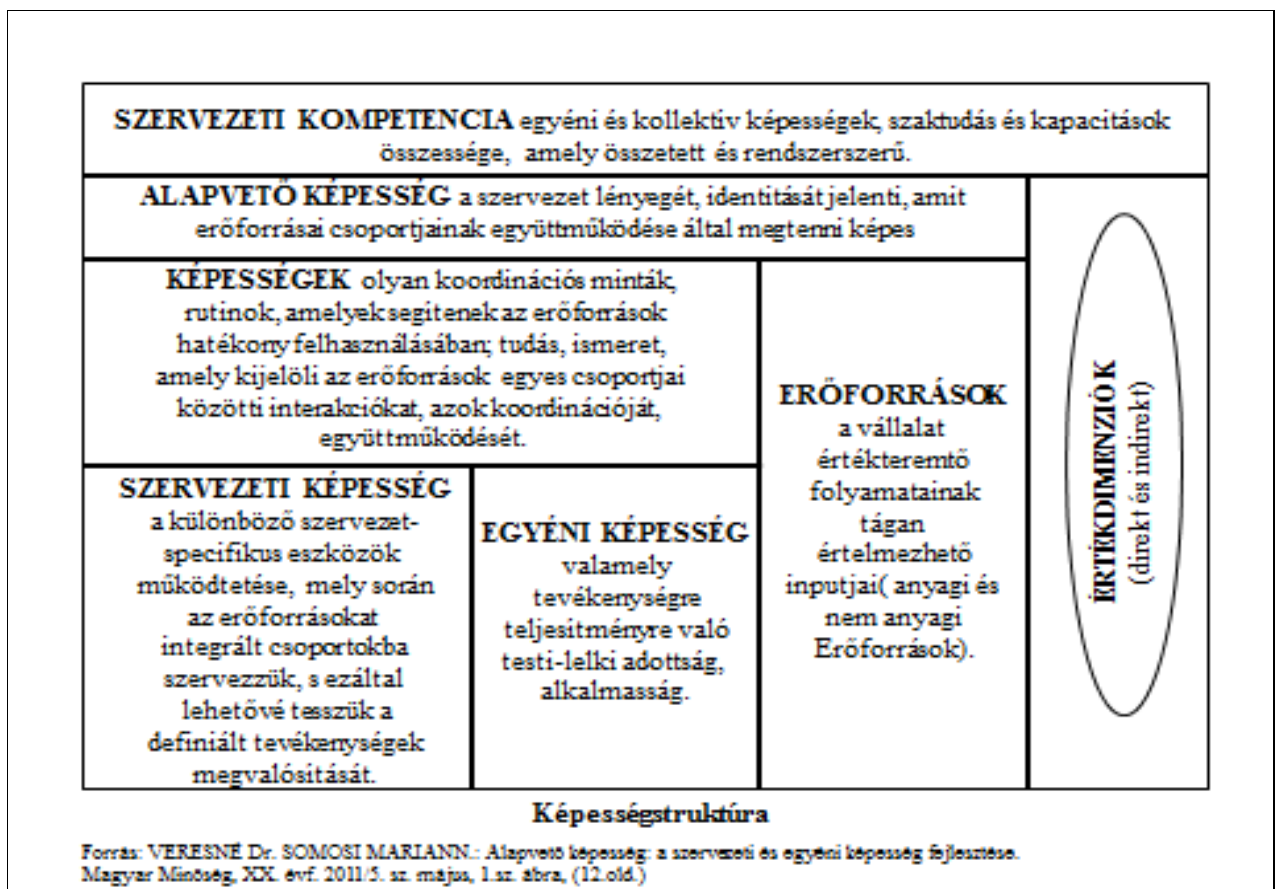 SZERVEZETI KOMPETENCIA egyéni és kollektiv képességek, szaktudás és kapacitások
összessége, amely összetett és rendszerszerű.
ALAPVETŐ KÉPESSÉG a szervezet lényegét, identitását jelenti, amit
erőforrásai csoportjainak együttműködése által megtenni képes
KÉPESSÉGEK olyan koordinációs minták,
rutinok, amelyek segitenek az erőforrások
hatékony felhasználásában; tudás, ismeret,
amely kijelöli az erőforrások egyes csoportjai
közötti interakciókat, azok koordinációját,
együttműködését.
SZERVEZETI KÉPESSÉG
a különböző szervezet-
specifikus eszközök
működtetése, mely során
az erőforrásokat
integrált csoportokba
szervezzük, s ezáltal
lehetővé tesszük a
definiált tevékenységek
megvalósitását.
EGYÉNI KÉPESSÉG
valamely
tevékenységre
teljesitményre való
testi-lelki adottság,
alkalmasság.
ERŐFORRÁSOK
a vállalat
értékteremtő
folyamatainak
tágan
értelmezhető
inputjai( anyagi és
nem anyagi
Erőforrások).
ÉRTÉKDIMENZIÓK
(direkt és indirekt)
Képességstruktúra
Forrás: VERESNÉ Dr. SOMOSI MARIANN.: Alapvető képesség: a szervezeti és egyéni képesség fejlesztése.
Magyar Minőség, XX. évf. 2011/5. sz. május, 1.sz. ábra, (12.old.)